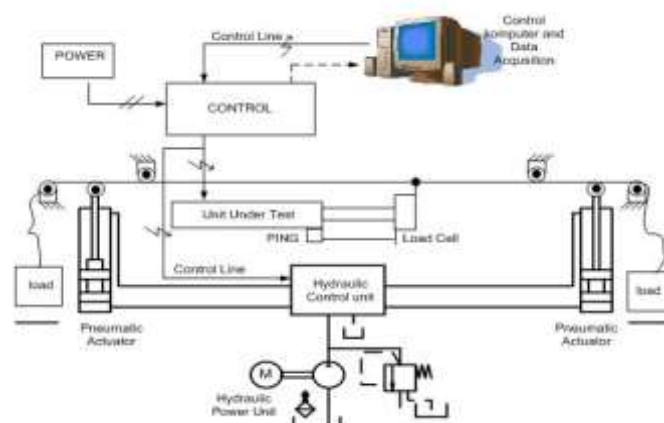 Control Line
Control
komputer and
Data
Acqusition
POWER
CONTROL
Unit Under Test
PING
Load Cell
Control Line
load
Hydraulic
Control unit
load
Pneumatic
Actuator
Pneumatic
Actuator
M
Hydraulic
Power Unit